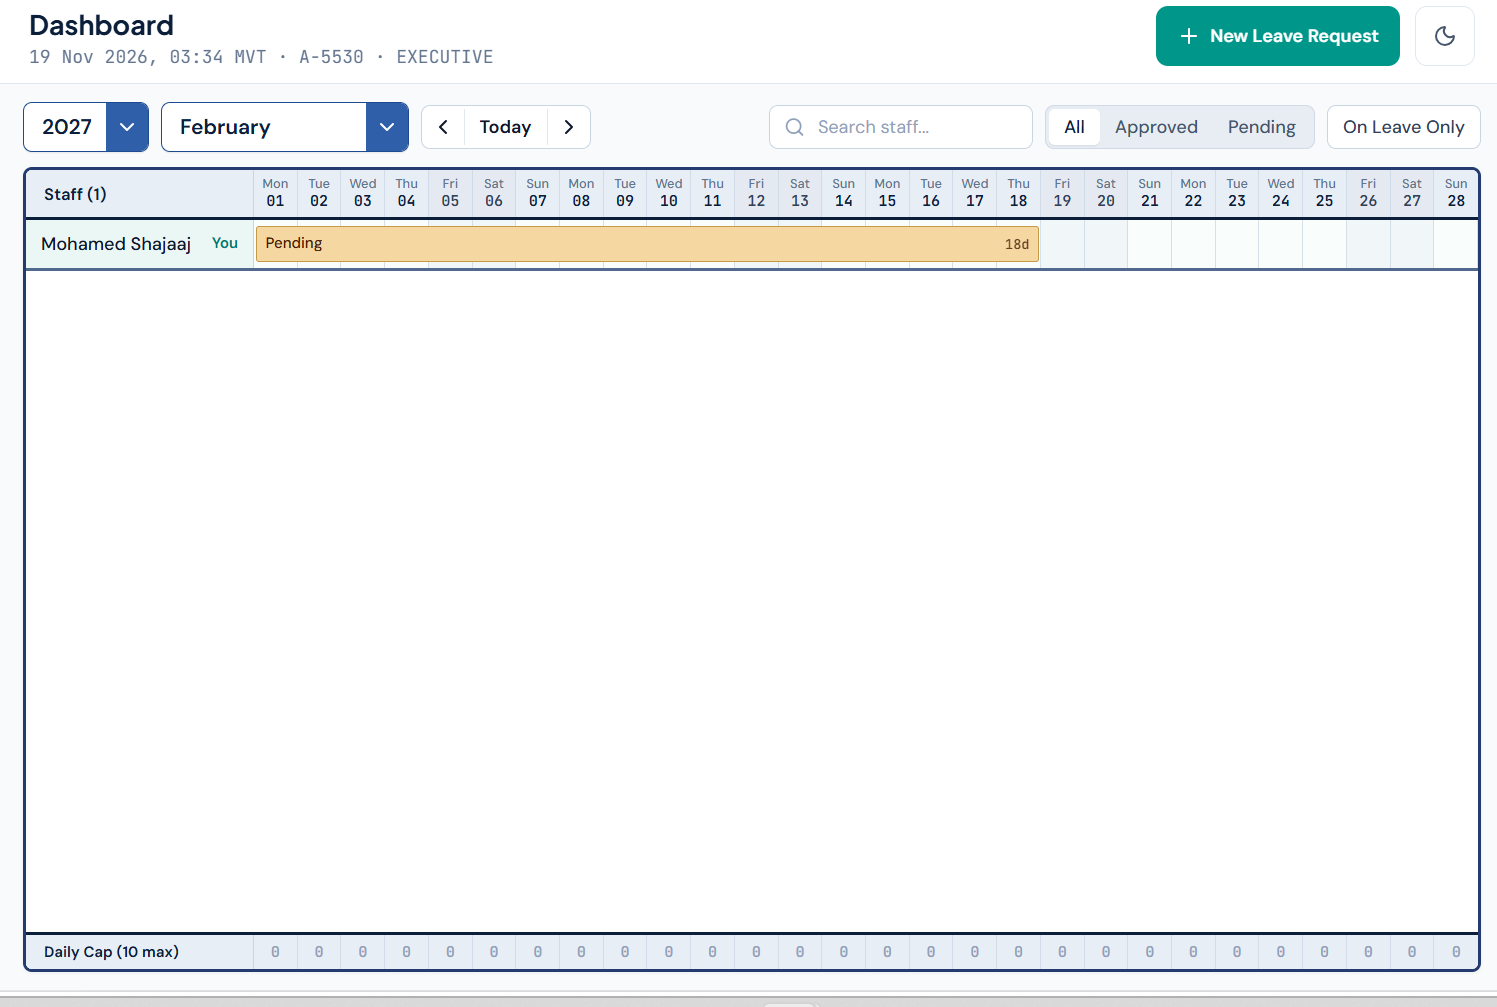 Dashboard
19 Nov 2026, 03:34 MVT · A-5530 · EXECUTIVE
New Leave Request
2027
February
Today
Search staff...
All
Approved
Pending
On Leave Only
Staff (1)
Mon Tue Wed Thu Fri Sat Sun Mon Tue Wed Thu Fri Sat Sun Mon Tue Wed Thu Fri Sat Sun Mon Tue Wed Thu Fri Sat Sun
01 02 03 04 05 06 07 08 09 10 11 12 13 14 15 16 17 18 19 20 21 22 23 24 25 26 27 28
Mohamed Shajaaj You
Pending 18d
Daily Cap (10 max) 0 0 0 0 0 0 0 0 0 0 0 0 0 0 0 0 0 0 0 0 0 0 0 0 0 0 0 0